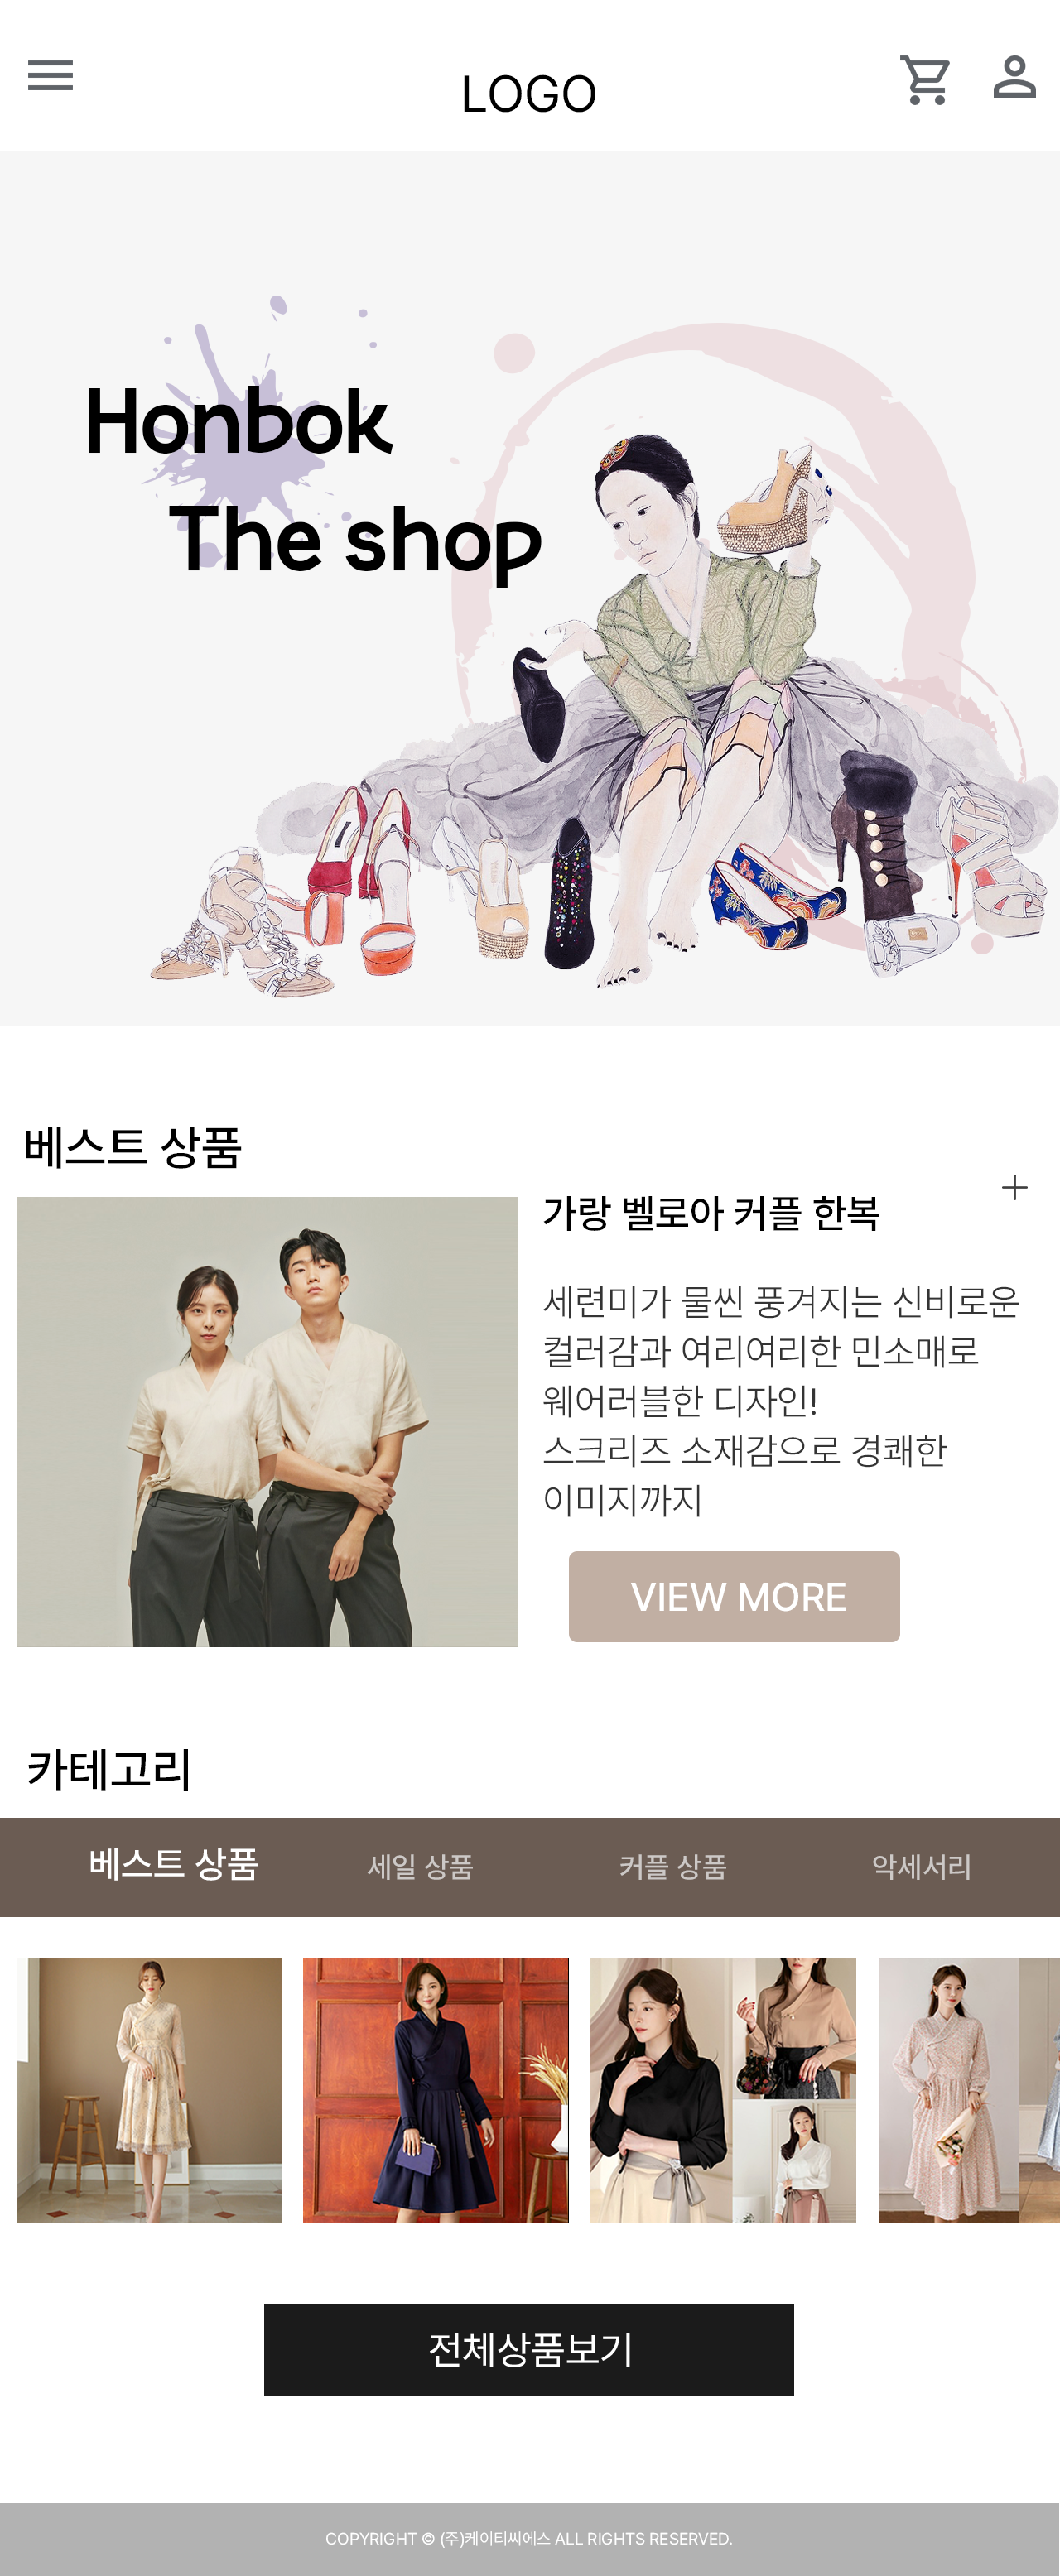 LOGO
Honbok
The shop
베스트 상품
가랑 벨로아 커플 한복
세련미가 물씬 풍겨지는 신비로운
컬러감과 여리여리한 민소매로
웨어러블한 디자인!
스크리즈 소재감으로 경쾌한
이미지까지
VIEW MORE
카테고리
베스트 상품 세일 상품 커플 상품 악세서리
전체상품보기
COPYRIGHT © (주)케이티씨에스 ALL RIGHTS RESERVED.